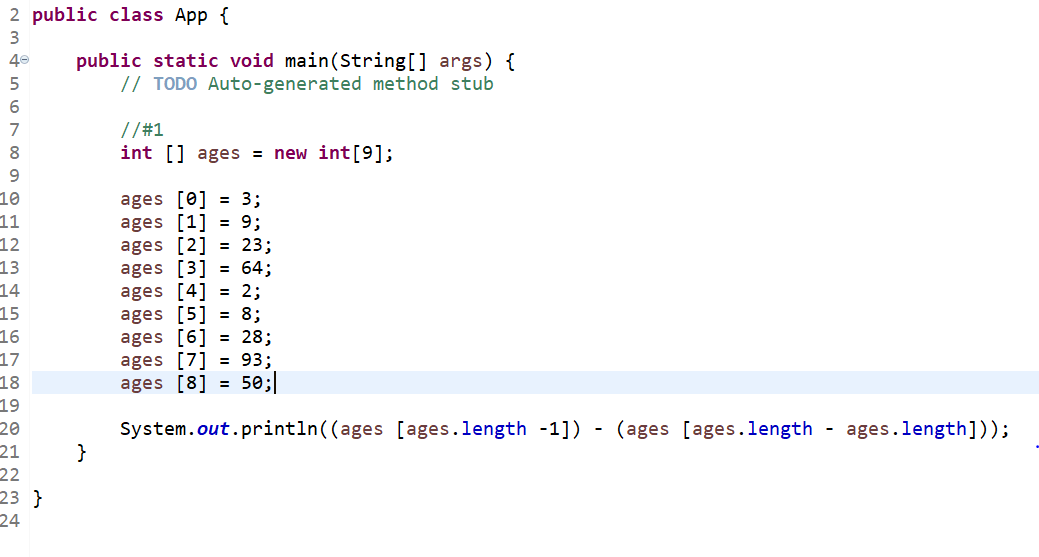 2 public class App {
3
4 public static void main(String[] args) {
5 // TODO Auto-generated method stub
6
7 //#1
8 int [] ages = new int[9];
9
10 ages [0] = 3;
11 ages [1] = 9;
12 ages [2] = 23;
13 ages [3] = 64;
14 ages [4] = 2;
15 ages [5] = 8;
16 ages [6] = 28;
17 ages [7] = 93;
18 ages [8] = 50;
19
20 System.out.println((ages [ages.length -1]) - (ages [ages.length - ages.length]));
21 }
22
23 }
24